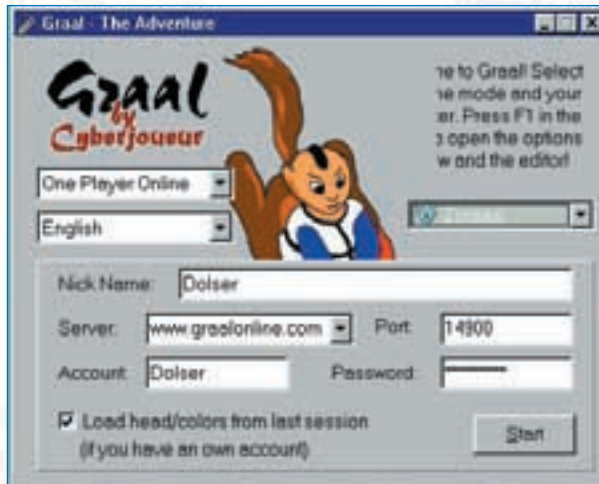 Graal - The Adventure
Graal
by
Cyberjoueur
ne to Graal! Select
ne mode and your
er. Press F1 in the
o open the options
w and the editor!
One Player Online
English
Nick Name: Dolser
Server: www.graalonline.com Port: 14900
Account: Dolser Password:
Load head/colors from last session
(if you have an own account)
Start